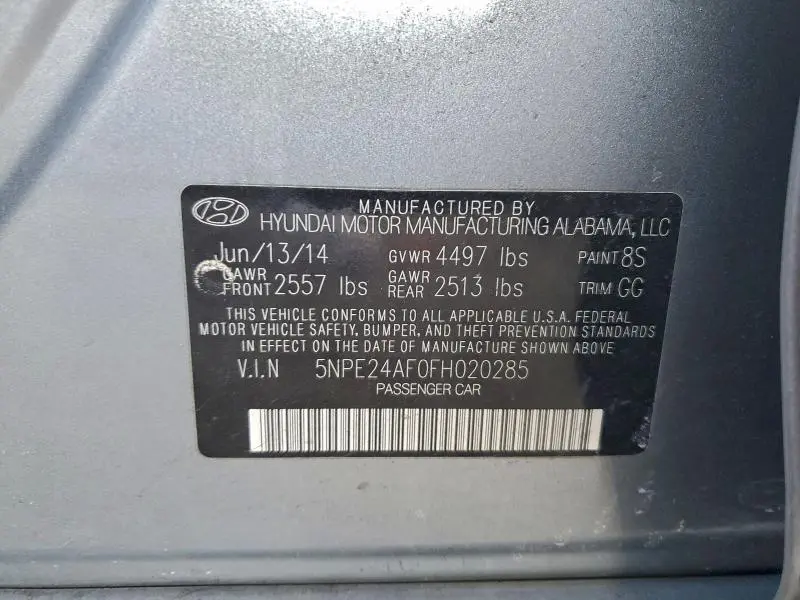 MANUFACTURED BY
HYUNDAI MOTOR MANUFACTURING ALABAMA, LLC
Jun/13/14 GVWR 4497 lbs PAINT 8S
GAWR FRONT 2557 lbs GAWR REAR 2513 lbs TRIM GG
THIS VEHICLE CONFORMS TO ALL APPLICABLE U.S.A. FEDERAL
MOTOR VEHICLE SAFETY, BUMPER, AND THEFT PREVENTION STANDARDS
IN EFFECT ON THE DATE OF MANUFACTURE SHOWN ABOVE
V.I.N 5NPE24AF0FH020285
PASSENGER CAR